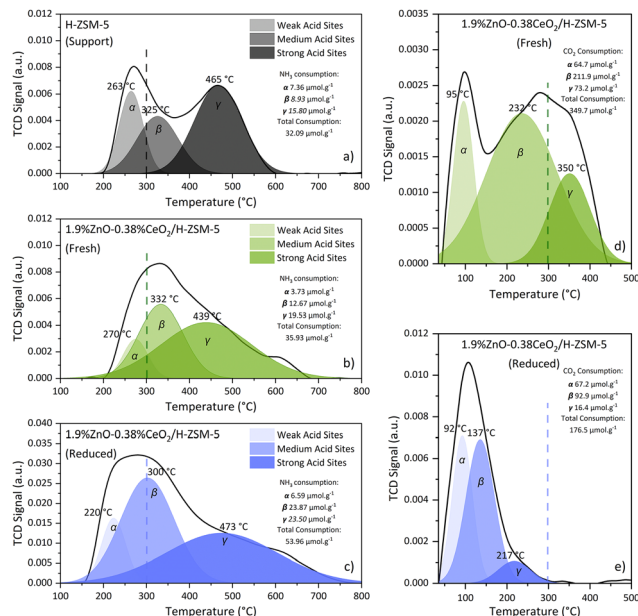 H-ZSM-5
(Support)
Weak Acid Sites
Medium Acid Sites
Strong Acid Sites
263 °C
325 °C
465 °C
α
β
γ
NH3 consumption:
α 7.36 μmol.g-1
β 8.93 μmol.g-1
γ 15.80 μmol.g-1
Total Consumption:
32.09 μmol.g-1
a)
TCD Signal (a.u.)
0.012
0.010
0.008
0.006
0.004
0.002
0.000
100 200 300 400 500 600 700 800
Temperature (°C)
1.9%ZnO-0.38%CeO2/H-ZSM-5
(Fresh)
Weak Acid Sites
Medium Acid Sites
Strong Acid Sites
270 °C
332 °C
439 °C
α
β
γ
NH3 consumption:
α 3.73 μmol.g-1
β 12.67 μmol.g-1
γ 19.53 μmol.g-1
Total Consumption:
35.93 μmol.g-1
b)
TCD Signal (a.u.)
0.012
0.010
0.008
0.006
0.004
0.002
0.000
100 200 300 400 500 600 700 800
Temperature (°C)
1.9%ZnO-0.38%CeO2/H-ZSM-5
(Reduced)
Weak Acid Sites
Medium Acid Sites
Strong Acid Sites
220 °C
300 °C
473 °C
α
β
γ
NH3 consumption:
α 6.59 μmol.g-1
β 23.87 μmol.g-1
γ 23.50 μmol.g-1
Total Consumption:
53.96 μmol.g-1
c)
TCD Signal (a.u.)
0.040
0.035
0.030
0.025
0.020
0.015
0.010
0.005
0.000
100 200 300 400 500 600 700 800
Temperature (°C)
1.9%ZnO-0.38CeO2/H-ZSM-5
(Fresh)
CO2 Consumption:
α 64.7 μmol.g-1
β 211.9 μmol.g-1
γ 73.2 μmol.g-1
Total Consumption:
349.7 μmol.g-1
95 °C
232 °C
350 °C
α
β
γ
d)
TCD Signal (a.u.)
0.0035
0.0030
0.0025
0.0020
0.0015
0.0010
0.0005
0.0000
100 200 300 400 500
Temperature (°C)
1.9%ZnO-0.38CeO2/H-ZSM-5
(Reduced)
CO2 Consumption:
α 67.2 μmol.g-1
β 92.9 μmol.g-1
γ 16.4 μmol.g-1
Total Consumption:
176.5 μmol.g-1
92 °C
137 °C
217 °C
α
β
γ
e)
TCD Signal (a.u.)
0.012
0.010
0.008
0.006
0.004
0.002
0.000
100 200 300 400 500
Temperature (°C)